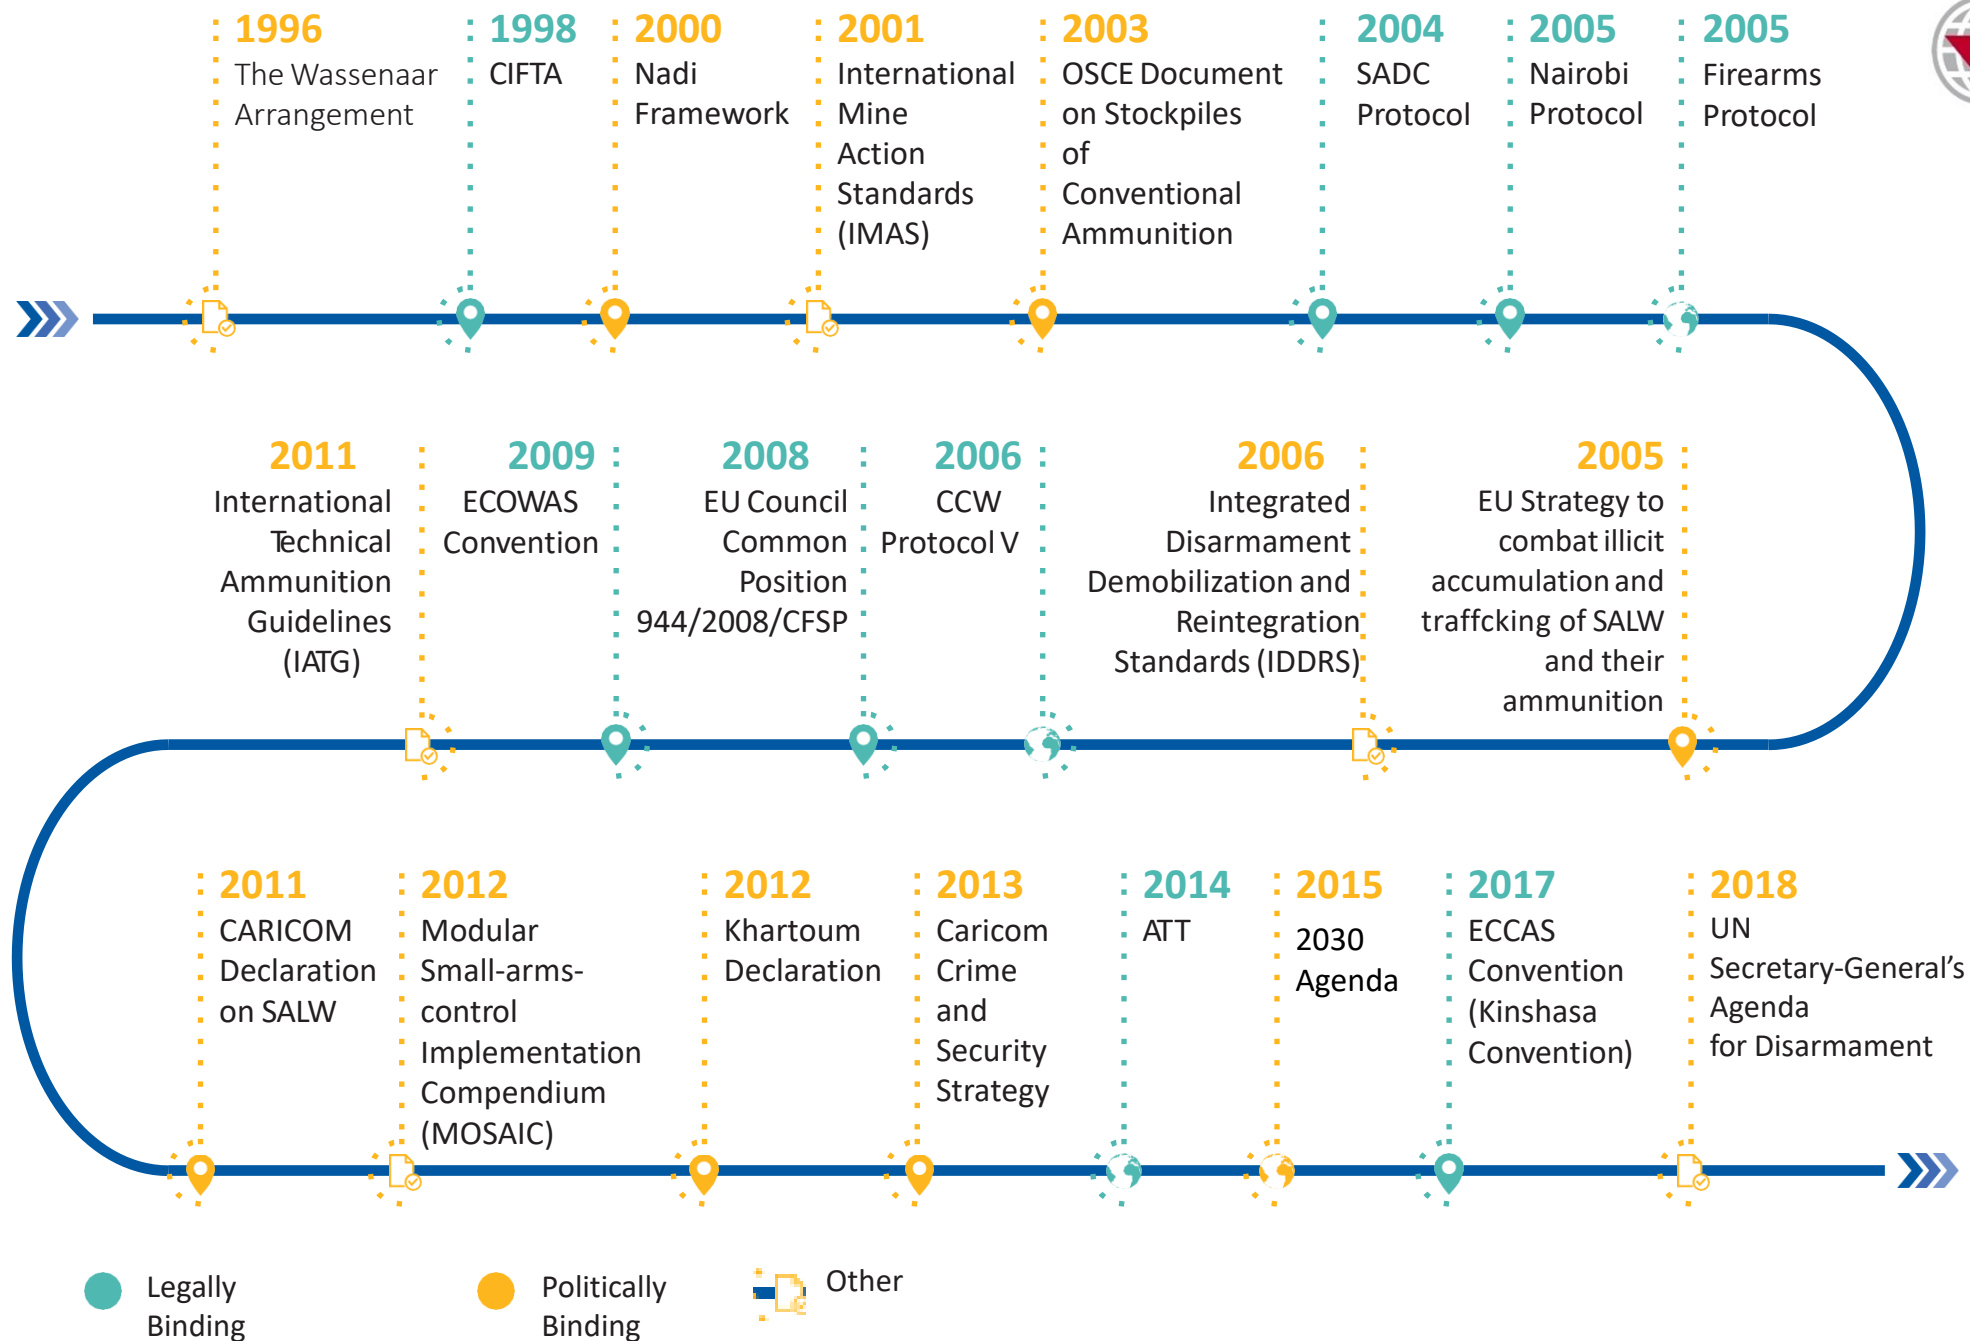 1996
The Wassenaar
Arrangement
1998
CIFTA
2000
Nadi
Framework
2001
International
Mine
Action
Standards
(IMAS)
2003
OSCE Document
on Stockpiles
of
Conventional
Ammunition
2004
SADC
Protocol
2005
Nairobi
Protocol
2005
Firearms
Protocol
2011
International
Technical
Ammunition
Guidelines
(IATG)
2009
ECOWAS
Convention
2008
EU Council
Common
Position
944/2008/CFSP
2006
CCW
Protocol V
2006
Integrated
Disarmament
Demobilization and
Reintegration
Standards (IDDRS)
2005
EU Strategy to
combat illicit
accumulation and
traffcking of SALW
and their
ammunition
2011
CARICOM
Declaration
on SALW
2012
Modular
Small-arms-
control
Implementation
Compendium
(MOSAIC)
2012
Khartoum
Declaration
2013
Caricom
Crime
and
Security
Strategy
2014
ATT
2015
2030
Agenda
2017
ECCAS
Convention
(Kinshasa
Convention)
2018
UN
Secretary-General’s
Agenda
for Disarmament
Legally
Binding
Politically
Binding
Other